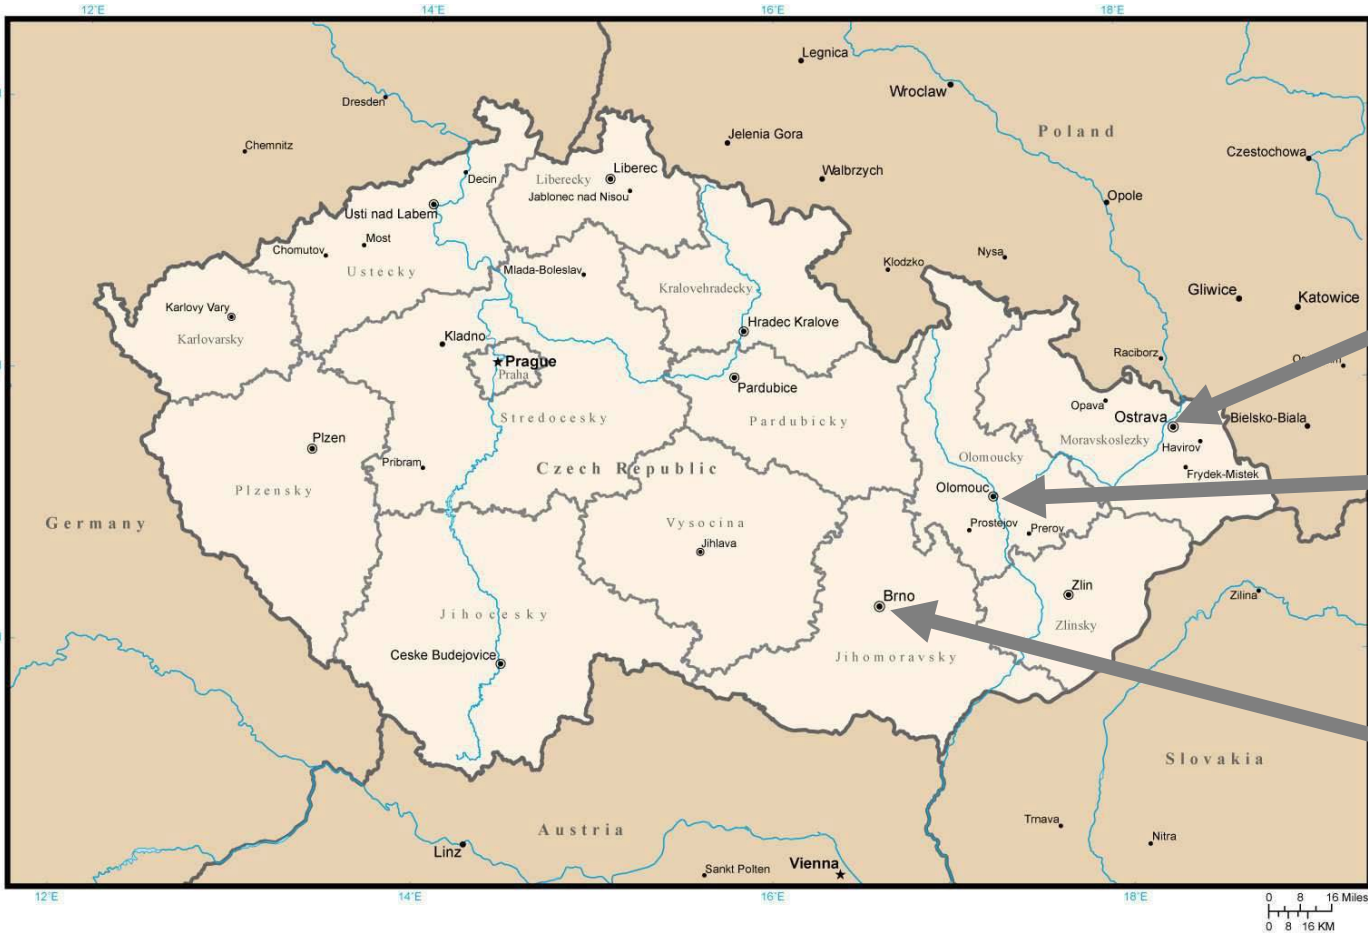 12°E 14°E 16°E 18°E
Legnica
Wroclaw
Dresden
Poland
Jelenia Gora
Chemnitz
Czestochowa
Walbrzych
Liberec
Decin
Liberecky
Jablonec nad Nisou
Opole
Usti nad Labem
Most
Chomutov
Nysa
Klodzko
Ustecky
Mlada-Boleslav
Kralovehradecky
Gliwice
Katowice
Karlovy Vary
Karlovarsky
Hradec Kralove
Kladno
Prague
Praha
Raciborz
Pardubice
Opava
Stredocesky
Pardubicky
Ostrava
Bielsko-Biala
Plzen
Moravskoslezky
Havirov
Pribram
Czech Republic
Olomoucky
Frydek-Mistek
Plzensky
Olomouc
Germany
Vysocina
Prostejov
Prerov
Jihlava
Zlin
Brno
Zilina
Jihocesky
Zlinsky
Ceske Budejovice
Jihomoravsky
Slovakia
Trnava
Austria
Nitra
Linz
Vienna
Sankt Polten
12°E 14°E 16°E 18°E
0 8 16 Miles
0 8 16 KM